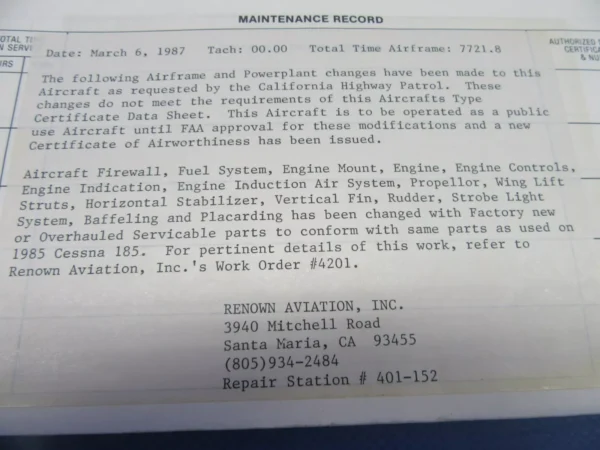 MAINTENANCE RECORD
OTAL TI
N SERVI
URS
AUTHORIZED S
CERTIFICA
& NU
Date: March 6, 1987 Tach: 00.00 Total Time Airframe: 7721.8
The following Airframe and Powerplant changes have been made to this
Aircraft as requested by the California Highway Patrol. These
changes do not meet the requirements of this Aircrafts Type
Certificate Data Sheet. This Aircraft is to be operated as a public
use Aircraft until FAA approval for these modifications and a new
Certificate of Airworthiness has been issued.
Aircraft Firewall, Fuel System, Engine Mount, Engine, Engine Controls,
Engine Indication, Engine Induction Air System, Propellor, Wing Lift
Struts, Horizontal Stabilizer, Vertical Fin, Rudder, Strobe Light
System, Baffeling and Placarding has been changed with Factory new
or Overhauled Servicable parts to conform with same parts as used on
1985 Cessna 185. For pertinent details of this work, refer to
Renown Aviation, Inc.'s Work Order #4201.
RENOWN AVIATION, INC.
3940 Mitchell Road
Santa Maria, CA 93455
(805)934-2484
Repair Station # 401-152